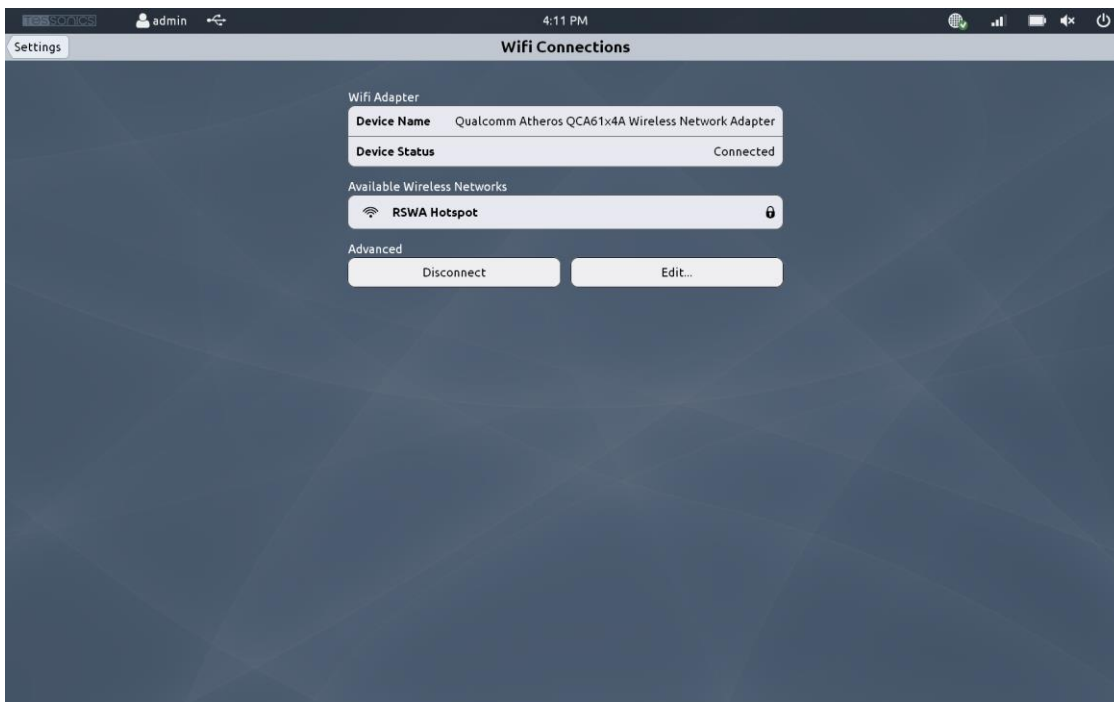 TESSONICS admin 4:11 PM
Settings Wifi Connections
Wifi Adapter
Device Name Qualcomm Atheros QCA61x4A Wireless Network Adapter
Device Status Connected
Available Wireless Networks
RSWA Hotspot
Advanced
Disconnect Edit...